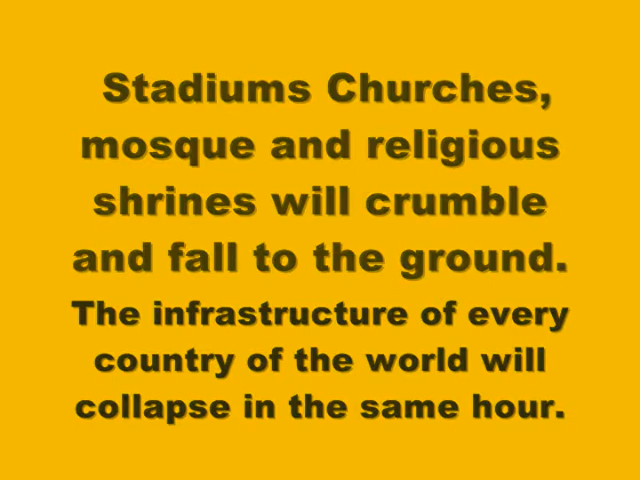 Stadiums Churches,
mosque and religious
shrines will crumble
and fall to the ground.
The infrastructure of every
country of the world will
collapse in the same hour.